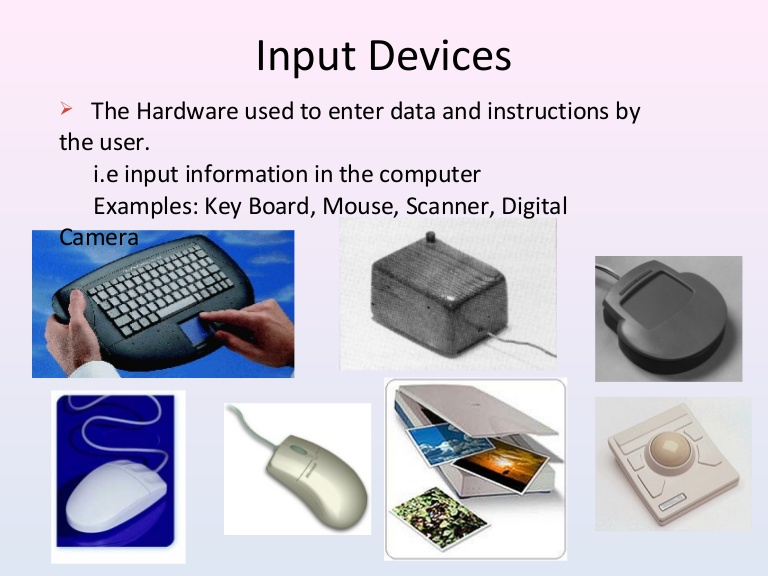 Input Devices
➢ The Hardware used to enter data and instructions by
the user.
i.e input information in the computer
Examples: Key Board, Mouse, Scanner, Digital
Camera